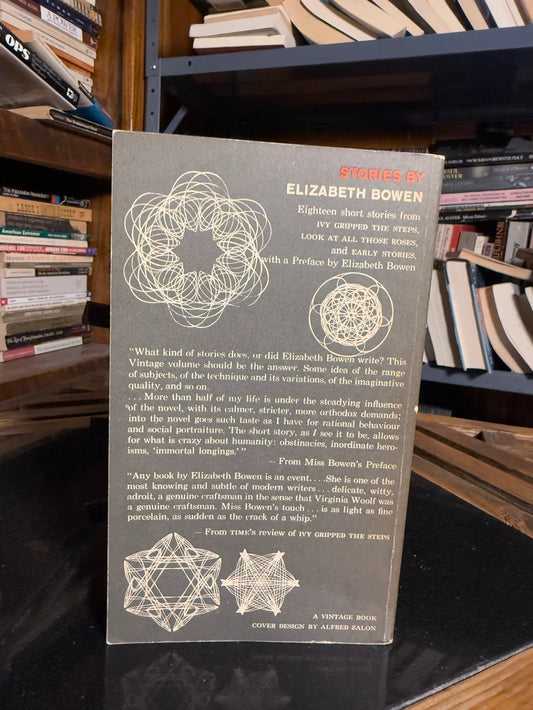 STORIES BY
ELIZABETH BOWEN
Eighteen short stories from
IVY GRIPPED THE STEPS,
LOOK AT ALL THOSE ROSES,
and EARLY STORIES,
with a Preface by Elizabeth Bowen
"What kind of stories does, or did Elizabeth Bowen write? This
Vintage volume should be the answer. Some idea of the range
of subjects, of the technique and its variations, of the imaginative
quality, and so on.
. . . More than half of my life is under the steadying influence
of the novel, with its calmer, stricter, more orthodox demands;
into the novel goes such taste as I have for rational behaviour
and social portraiture. The short story, as I see it to be, allows
for what is crazy about humanity: obstinacies, inordinate hero-
isms, 'immortal longings.' "
— From Miss Bowen's Preface
"Any book by Elizabeth Bowen is an event. . . . She is one of the
most knowing and subtle of modern writers . . . delicate, witty,
adroit, a genuine craftsman in the sense that Virginia Woolf was
a genuine craftsman. Miss Bowen's touch . . . is as light as fine
porcelain, as sudden as the crack of a whip."
— From TIME's review of IVY GRIPPED THE STEPS
A VINTAGE BOOK
COVER DESIGN BY ALFRED ZALON
OPS
American Extremes